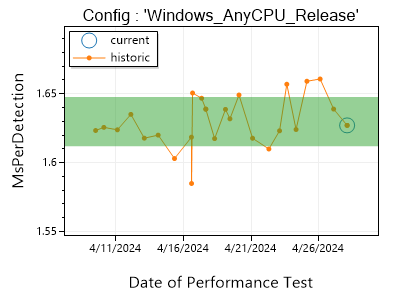 Config : 'Windows_AnyCPU_Release'
current
historic
MsPerDetection
1.65
1.6
1.55
4/11/2024 4/16/2024 4/21/2024 4/26/2024
Date of Performance Test